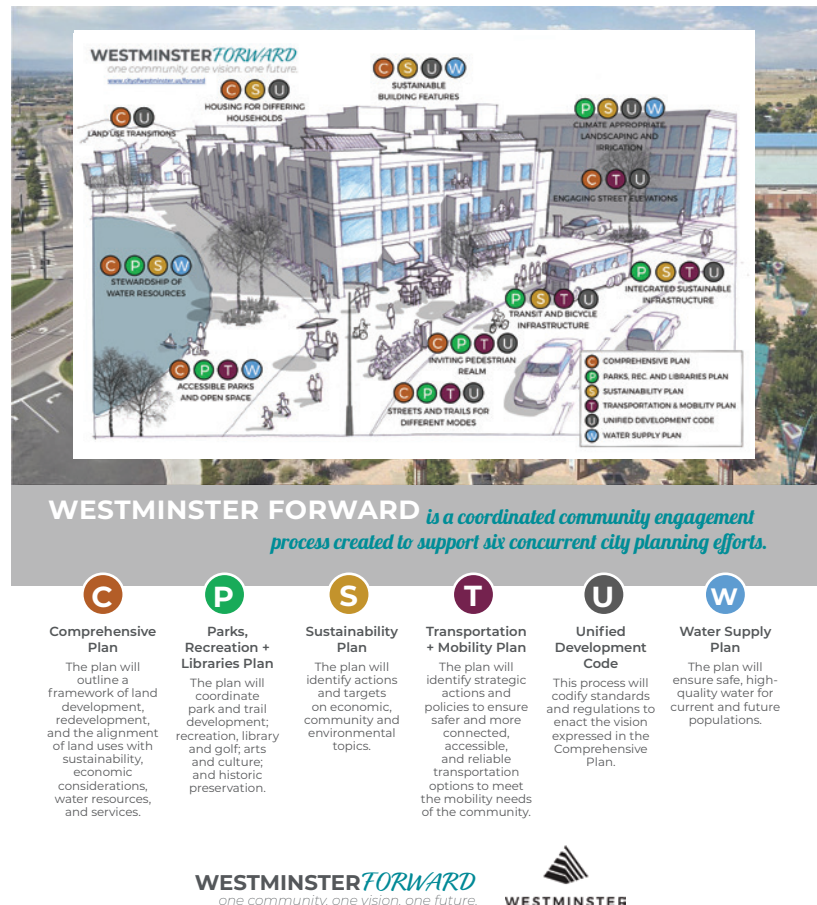 WESTMINSTERFORWARD
one community. one vision. one future.
www.cityofwestminster.us/forward
C S U W
SUSTAINABLE
BUILDING FEATURES
C S U
HOUSING FOR DIFFERING
HOUSEHOLDS
C U
LAND USE TRANSITIONS
P S U W
CLIMATE APPROPRIATE
LANDSCAPING AND
IRRIGATION
C T U
ENGAGING STREET ELEVATIONS
C P S W
STEWARDSHIP OF
WATER RESOURCES
P S T U
INTEGRATED SUSTAINABLE
INFRASTRUCTURE
P S T U
TRANSIT AND BICYCLE
INFRASTRUCTURE
C P T U
INVITING PEDESTRIAN
REALM
C P T W
ACCESSIBLE PARKS
AND OPEN SPACE
C P T U
STREETS AND TRAILS FOR
DIFFERENT MODES
C COMPREHENSIVE PLAN
P PARKS, REC. AND LIBRARIES PLAN
S SUSTAINABILITY PLAN
T TRANSPORTATION & MOBILITY PLAN
U UNIFIED DEVELOPMENT CODE
W WATER SUPPLY PLAN
WESTMINSTER FORWARD is a coordinated community engagement
process created to support six concurrent city planning efforts.
C
Comprehensive
Plan
The plan will
outline a
framework of land
development,
redevelopment,
and the alignment
of land uses with
sustainability,
economic
considerations,
water resources,
and services.
P
Parks,
Recreation +
Libraries Plan
The plan will
coordinate
park and trail
development;
recreation, library
and golf; arts
and culture;
and historic
preservation.
S
Sustainability
Plan
The plan will
identify actions
and targets
on economic,
community and
environmental
topics.
T
Transportation
+ Mobility Plan
The plan will
identify strategic
actions and
policies to ensure
safer and more
connected,
accessible,
and reliable
transportation
options to meet
the mobility needs
of the community.
U
Unified
Development
Code
This process will
codify standards
and regulations to
enact the vision
expressed in the
Comprehensive
Plan.
W
Water Supply
Plan
The plan will
ensure safe, high-
quality water for
current and future
populations.
WESTMINSTERFORWARD
one community. one vision. one future.
WESTMINSTER